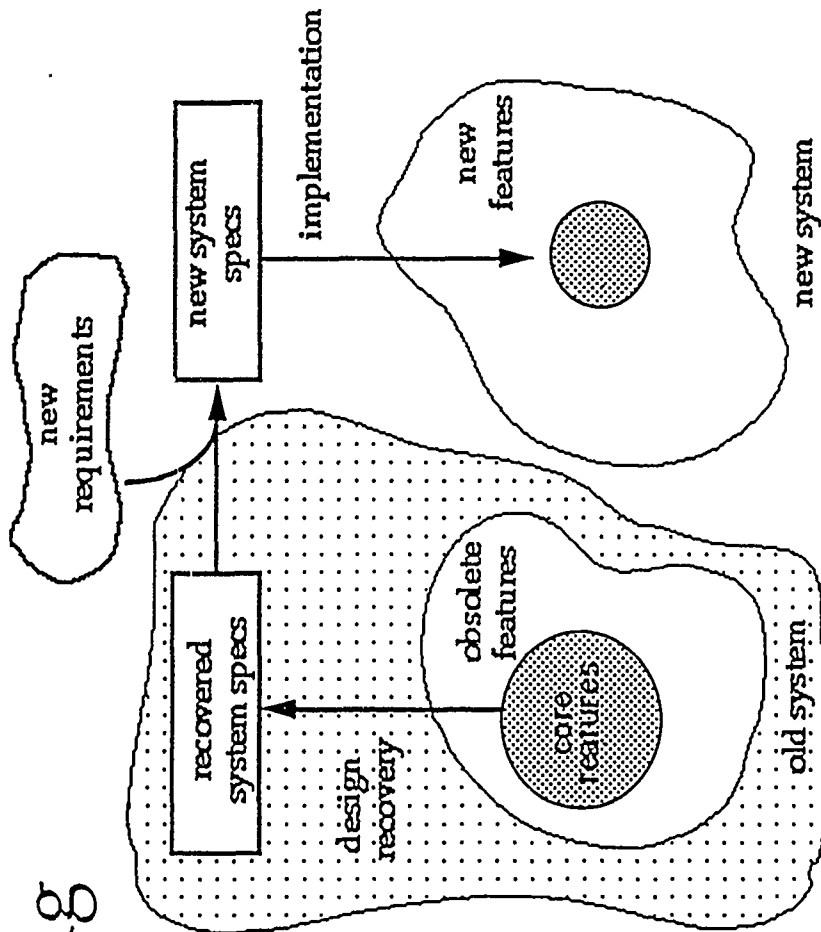 g
new
requirements
recovered
system specs
new system
specs
design
recovery
implementation
obsolete
features
core
features
new
features
old system
new system